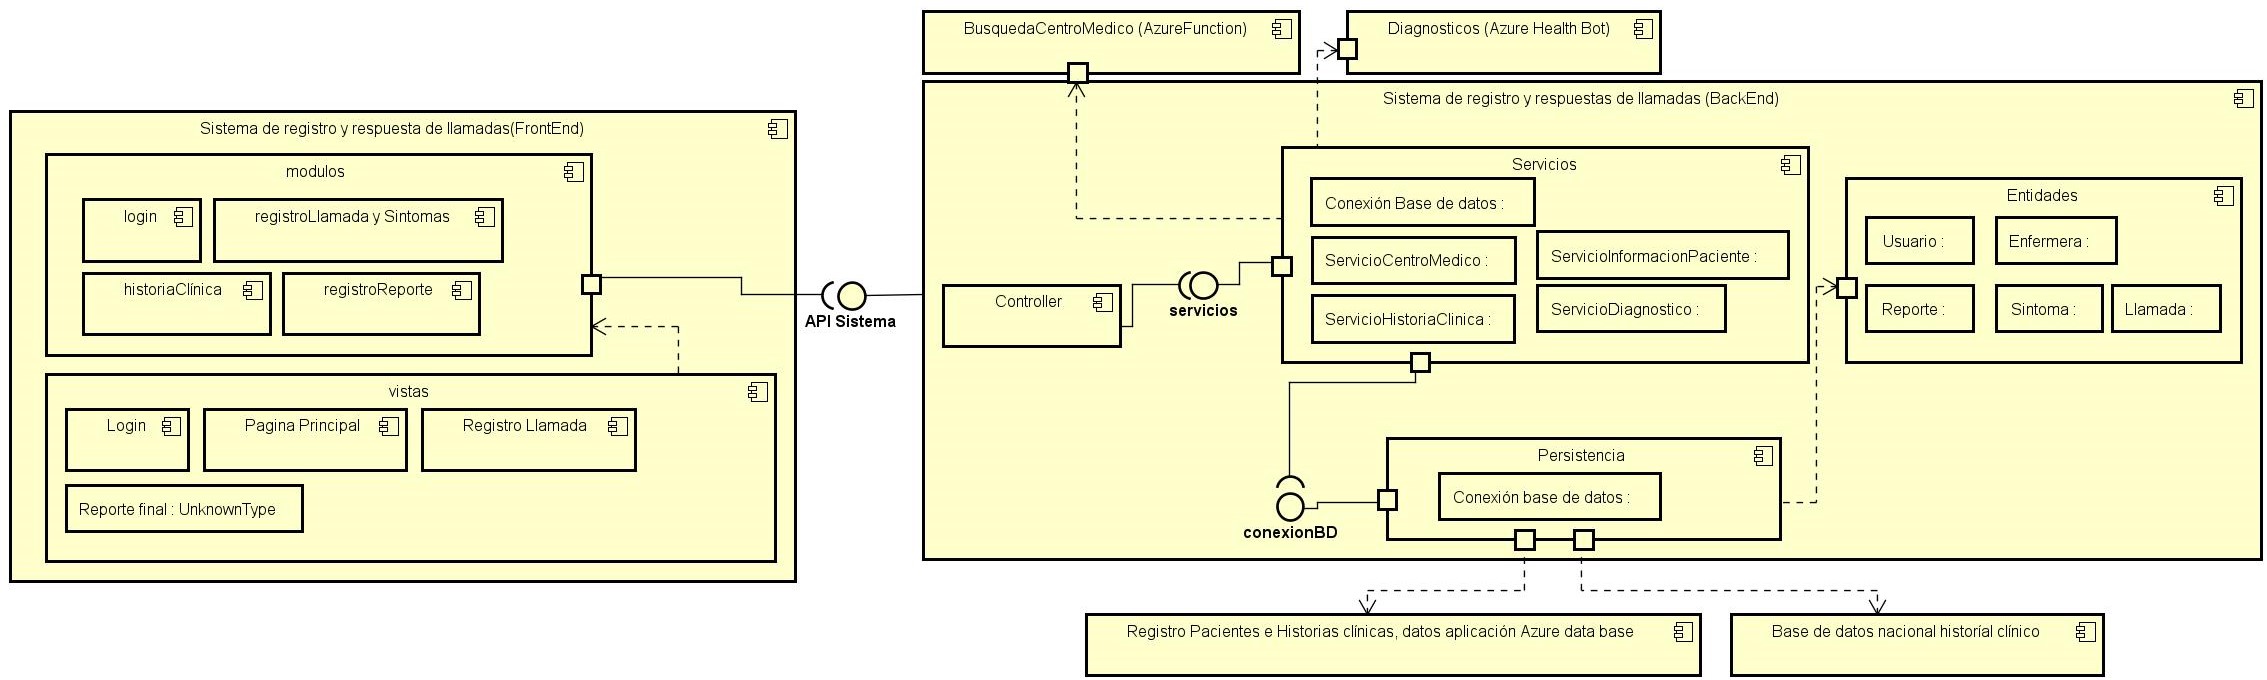 BusquedaCentroMedico (AzureFunction)
Diagnosticos (Azure Health Bot)
Sistema de registro y respuesta de llamadas(FrontEnd)
modulos
login
registroLlamada y Sintomas
historiaClínica
registroReporte
vistas
Login
Pagina Principal
Registro Llamada
Reporte final : UnknownType
API Sistema
Sistema de registro y respuestas de llamadas (BackEnd)
Controller
servicios
Servicios
Conexión Base de datos :
ServicioCentroMedico :
ServicioInformacionPaciente :
ServicioHistoriaClinica :
ServicioDiagnostico :
Entidades
Usuario :
Enfermera :
Reporte :
Sintoma :
Llamada :
conexionBD
Persistencia
Conexión base de datos :
Registro Pacientes e Historias clínicas, datos aplicación Azure data base
Base de datos nacional historíal clínico